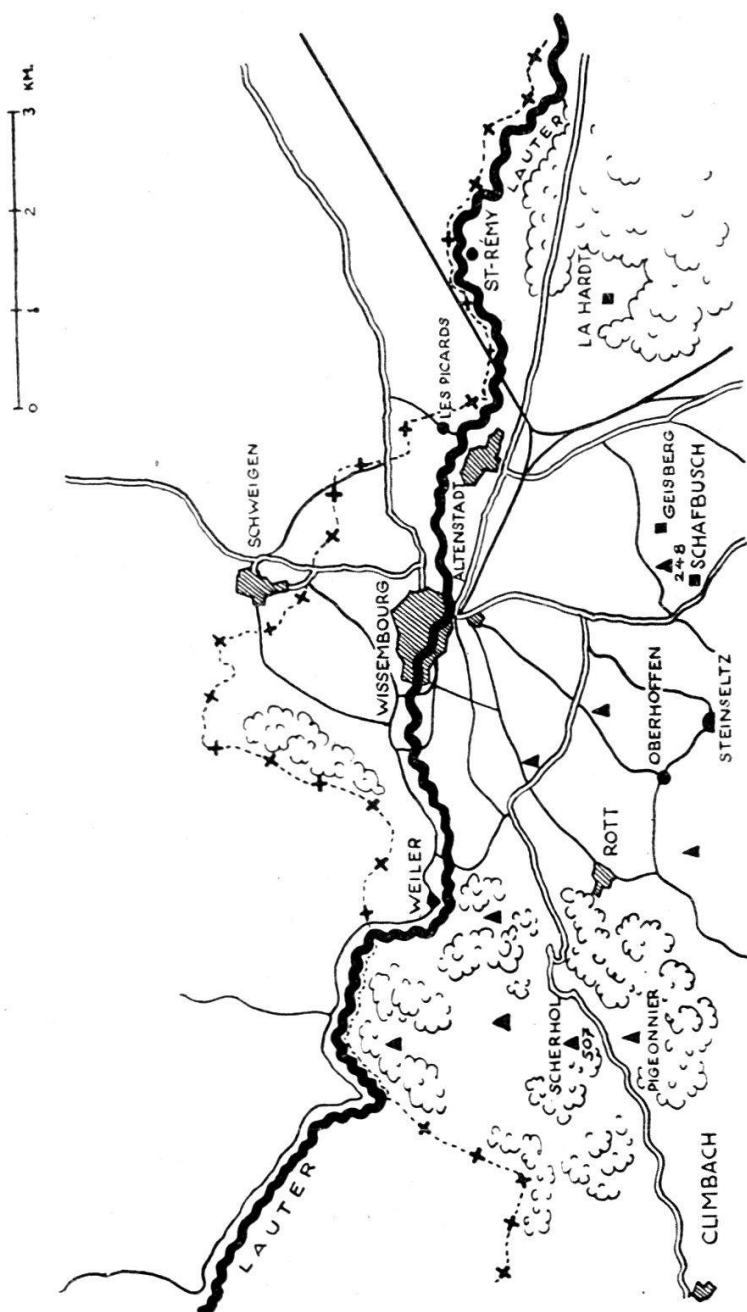 0 1 2 3 KM.
SCHWEIGEN
LES PICARDS
ST-RÉMY
LAUTER
WISSEMBOURG
ALTENSTADT
LA HARDT
GEISBERG
248
SCHAFBUSCH
WEILER
OBERHOFFEN
STEINSELTZ
ROTT
LAUTER
SCHERHOL
507
PIGEONNIER
CLIMBACH